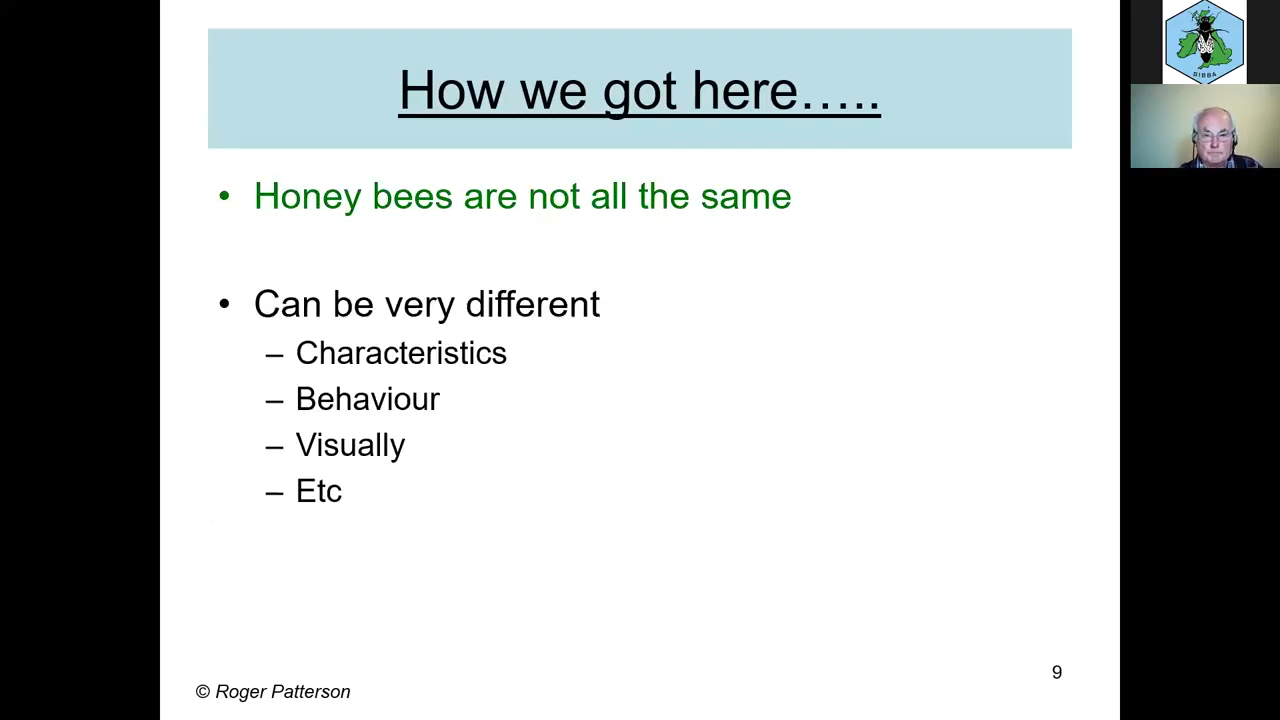 How we got here…..
• Honey bees are not all the same
• Can be very different
– Characteristics
– Behaviour
– Visually
– Etc
9
© Roger Patterson
BIBBA